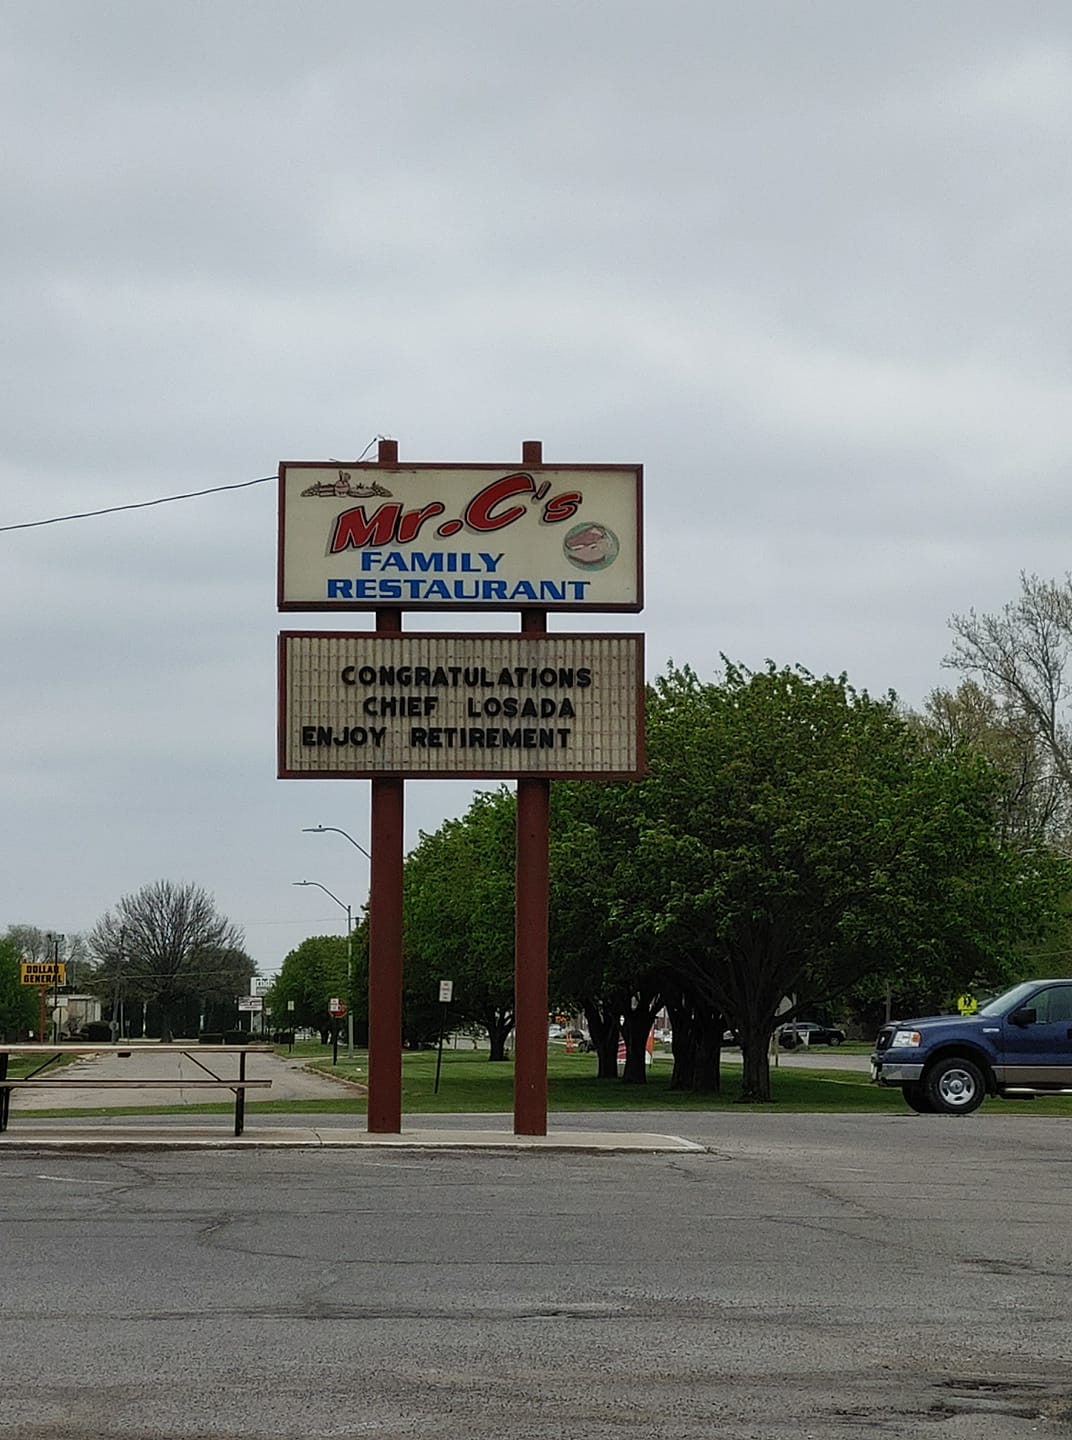 Mr. C's
FAMILY
RESTAURANT
CONGRATULATIONS
CHIEF LOSADA
ENJOY RETIREMENT
DOLLAR
GENERAL